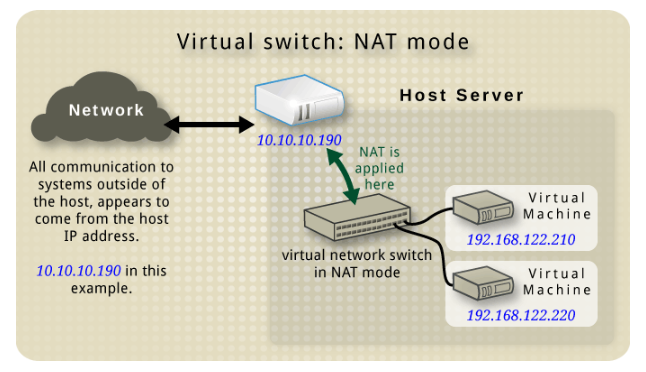 Virtual switch: NAT mode
Host Server
Network
10.10.10.190
NAT is
applied
here
All communication to
systems outside of
the host, appears to
come from the host
IP address.
10.10.10.190 in this
example.
virtual network switch
in NAT mode
Virtual
Machine
192.168.122.210
Virtual
Machine
192.168.122.220